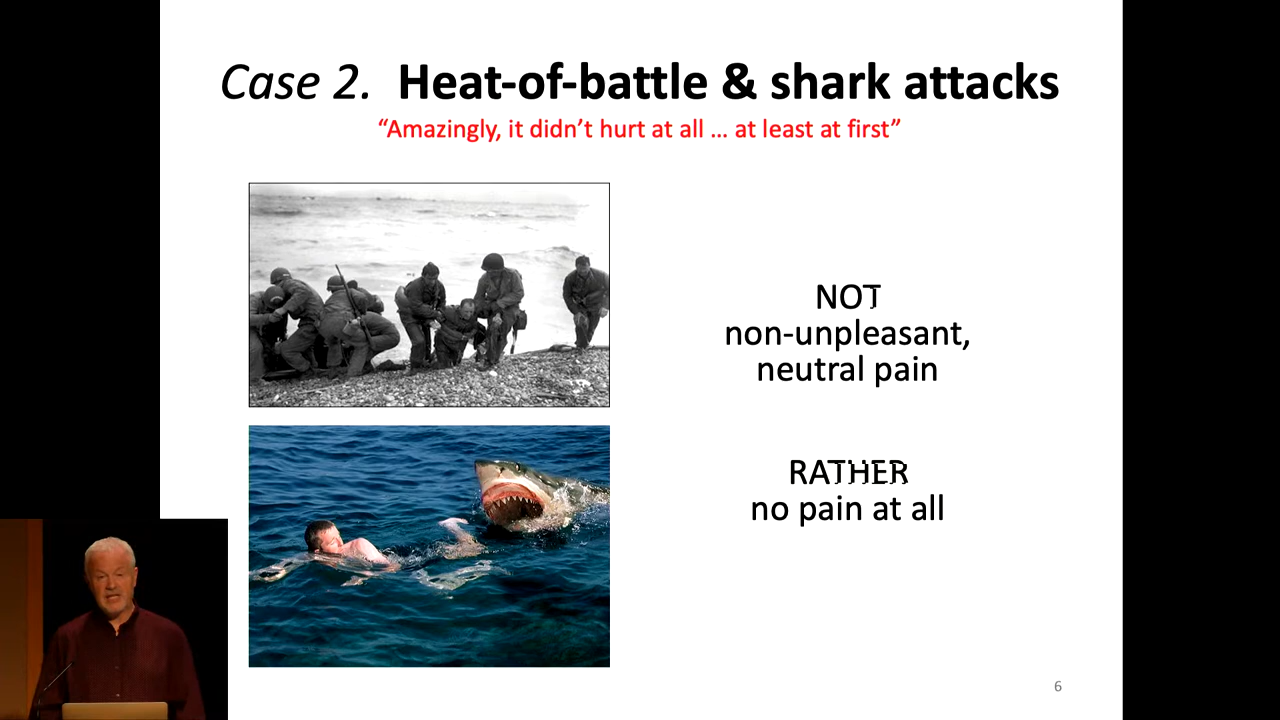 Case 2. Heat-of-battle & shark attacks
“Amazingly, it didn’t hurt at all … at least at first”
NOT
non-unpleasant,
neutral pain
RATHER
no pain at all
6